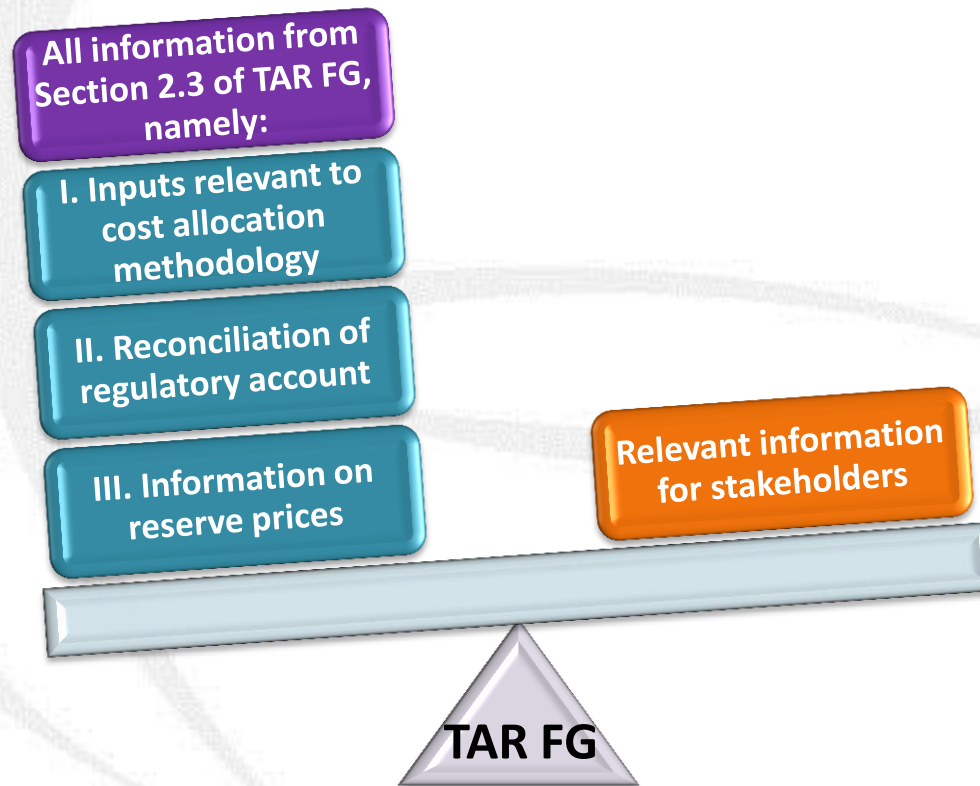 All information from
Section 2.3 of TAR FG,
namely:
I. Inputs relevant to
cost allocation
methodology
II. Reconciliation of
regulatory account
III. Information on
reserve prices
Relevant information
for stakeholders
TAR FG